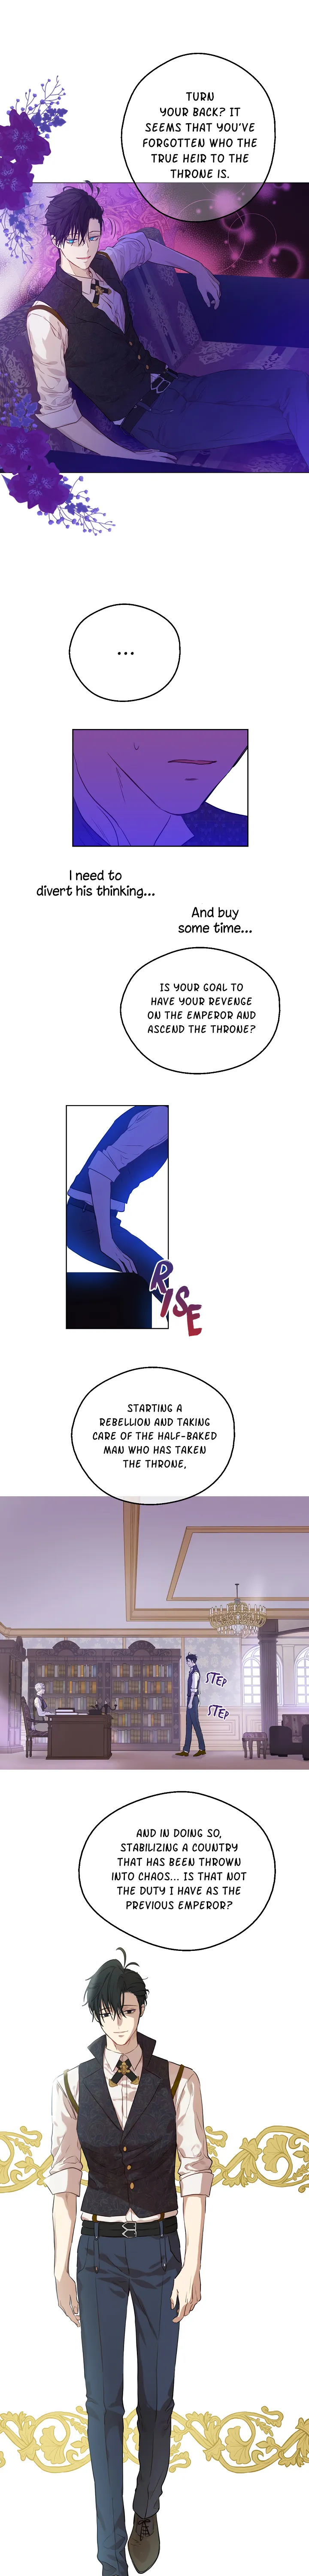 TURN
YOUR BACK? IT
SEEMS THAT YOU'VE
FORGOTTEN WHO THE
TRUE HEIR TO THE
THRONE IS.
...
I need to
divert his thinking...
And buy
some time...
IS YOUR GOAL TO
HAVE YOUR REVENGE
ON THE EMPEROR AND
ASCEND THE THRONE?
RISE
STARTING A
REBELLION AND TAKING
CARE OF THE HALF-BAKED
MAN WHO HAS TAKEN
THE THRONE,
STEP
STEP
AND IN DOING SO,
STABILIZING A COUNTRY
THAT HAS BEEN THROWN
INTO CHAOS... IS THAT NOT
THE DUTY I HAVE AS THE
PREVIOUS EMPEROR?